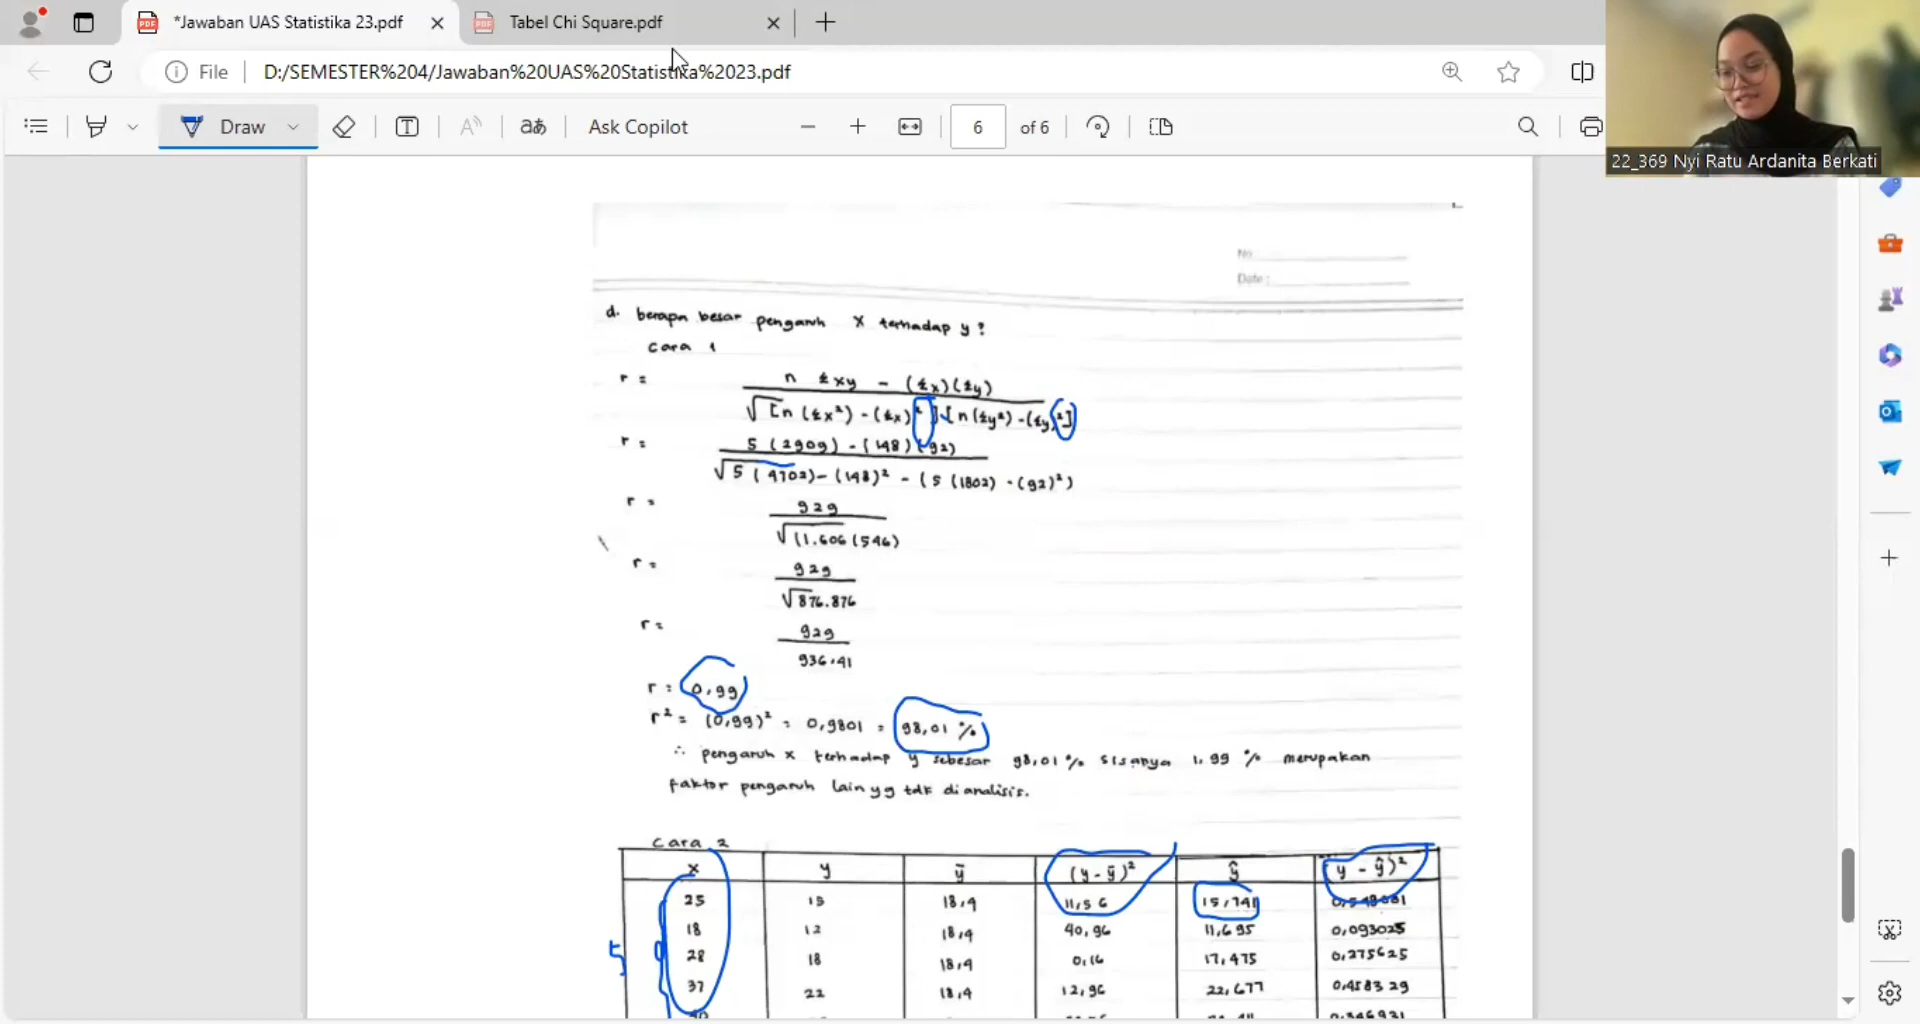 *Jawaban UAS Statistika 23.pdf
Tabel Chi Square.pdf
File
D:/SEMESTER%204/Jawaban%20UAS%20Statistika%2023.pdf
Draw
aあ
Ask Copilot
6
of 6
22_369 Nyi Ratu Ardanita Berkati
No
Date:
d. berapa besar pengaruh x terhadap y?
cara 1
r = n Σxy - (Σx)(Σy)
√[n (Σx²) - (Σx)²] [n(Σy²) - (Σy)²]
r = 5 (2909) - (148) (92)
√5 (4702) - (148)² - (5 (1802) - (92)²)
r = 929
√(1.606 (546)
r = 929
√876.876
r = 929
936.41
r = 0,99
r² = (0,99)² = 0,9801 = 98,01 %
∴ pengaruh x terhadap y sebesar 98,01 % sisanya 1,99 % merupakan
faktor pengaruh lain yg tdk dianalisis.
cara 2
x y ȳ (y - ȳ)² ŷ (y - ŷ)²
25 15 18,4 11,56 15,741
18 12 18,4 40,96 11,695 0,093025
28 18 18,4 0,16 17,475 0,275625
37 22 18,4 12,96 22,677 0,458329